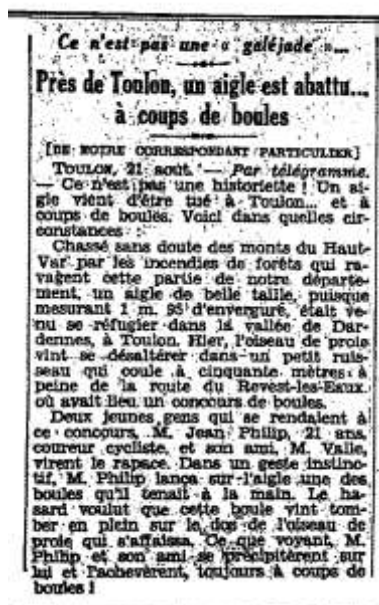 Ce n'est pas une « galéjade »...
Près de Toulon, un aigle est abattu...
à coups de boules
[DE NOTRE CORRESPONDANT PARTICULIER]
TOULON, 21 août. — Par télégramme.
— Ce n'est pas une historiette ! Un ai-
gle vient d'être tué à Toulon... et à
coups de boules. Voici dans quelles cir-
constances :
Chassé sans doute des monts du Haut-
Var par les incendies de forêts qui ra-
vagent cette partie de notre départe-
ment, un aigle de belle taille, puisque
mesurant 1 m. 95 d'envergure, était ve-
nu se réfugier dans la vallée de Dar-
dennes, à Toulon. Hier, l'oiseau de proie
vint se désaltérer dans un petit ruis-
seau qui coule à cinquante mètres à
peine de la route du Revest-les-Eaux
où avait lieu un concours de boules.
Deux jeunes gens qui se rendaient à
ce concours, M. Jean Philip, 21 ans,
coureur cycliste, et son ami, M. Valle,
virent le rapace. Dans un geste instinc-
tif, M. Philip lança sur l'aigle une des
boules qu'il tenait à la main. Le ha-
sard voulut que cette boule vint tom-
ber en plein sur le dos de l'oiseau de
proie qui s'affaissa. Ce que voyant, M.
Philip et son ami se précipitèrent sur
lui et l'achevèrent, toujours à coups de
boules !